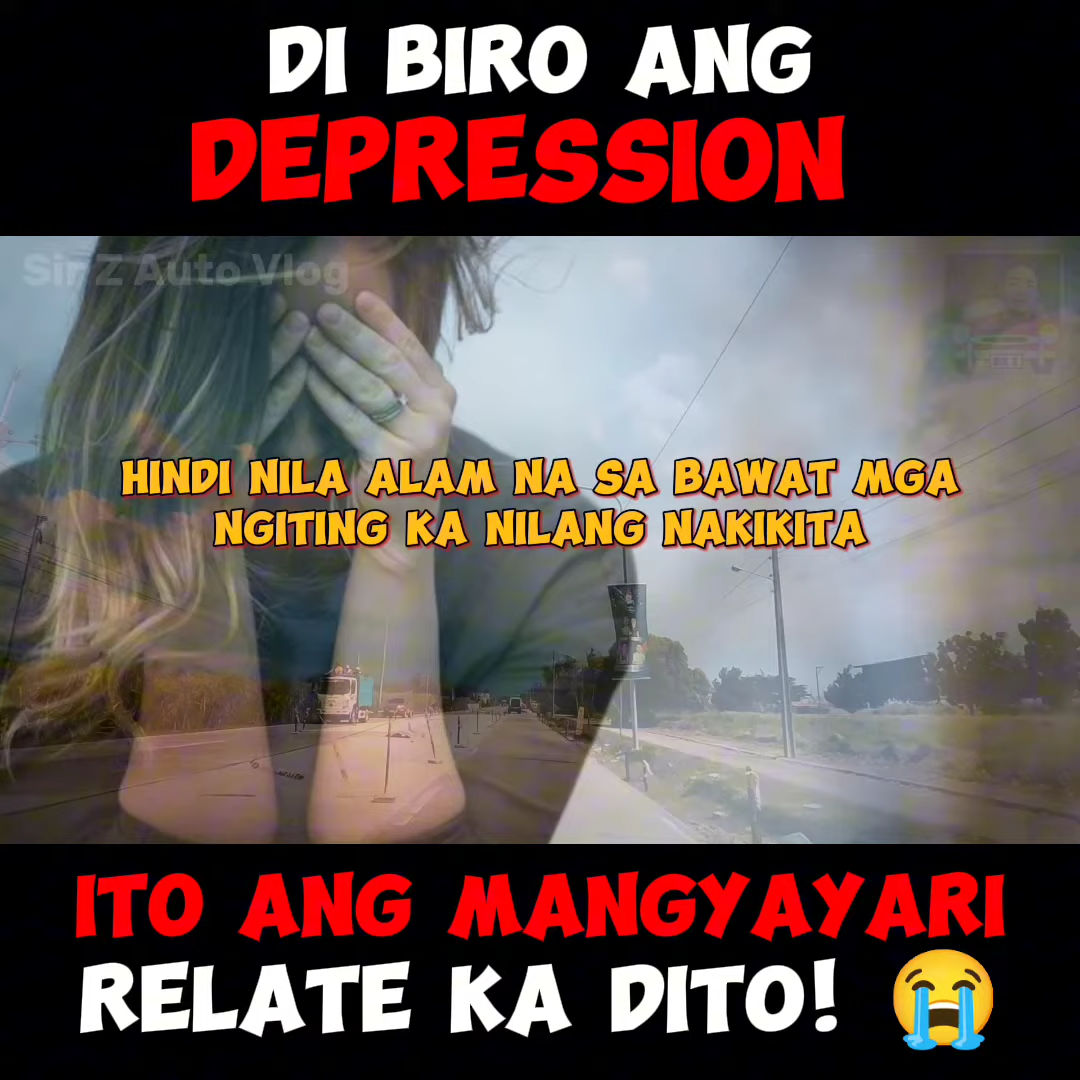 DI BIRO ANG
DEPRESSION
Sir Z Auto Vlog
HINDI NILA ALAM NA SA BAWAT MGA
NGITING KA NILANG NAKIKITA
ITO ANG MANGYAYARI
RELATE KA DITO! 😭